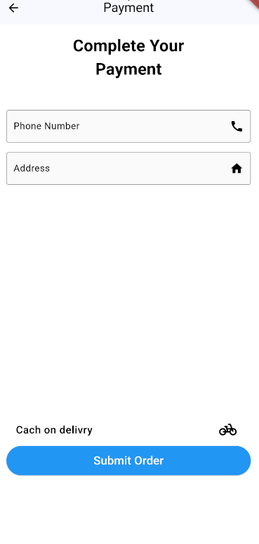 Payment
Complete Your
Payment
Phone Number
Address
Cach on delivry
Submit Order